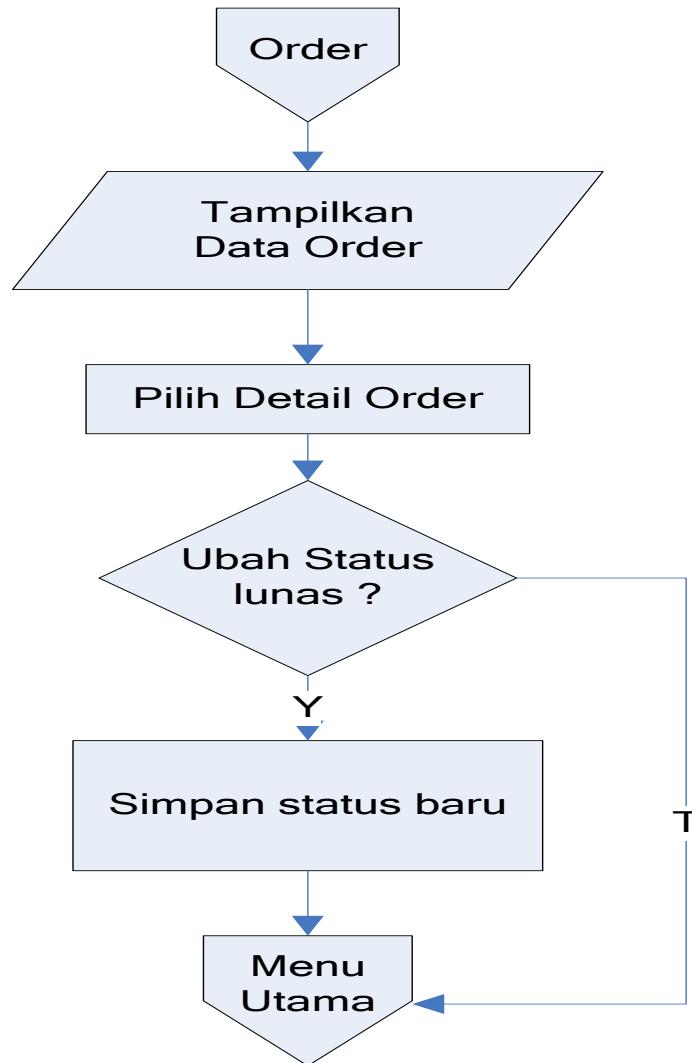 Order
Tampilkan
Data Order
Pilih Detail Order
Ubah Status
lunas ?
Y
Simpan status baru
T
Menu
Utama